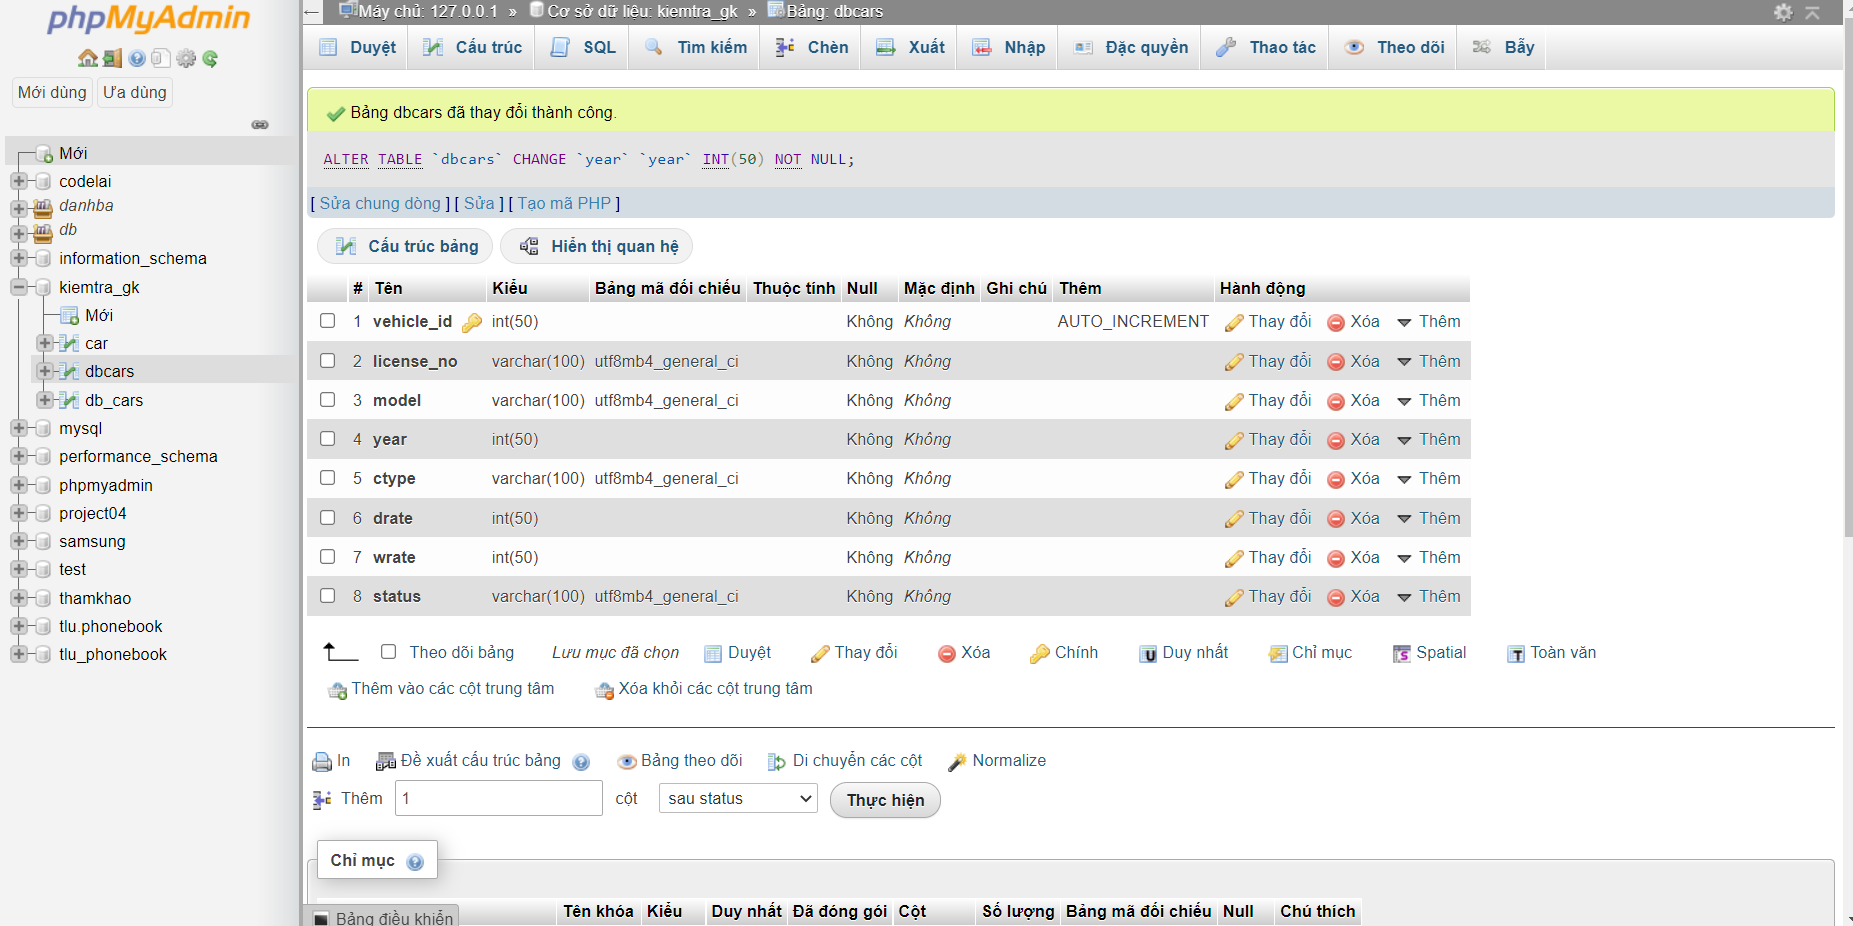 phpMyAdmin
Mới dùng Ưa dùng
Mới
codelai
danhba
db
information_schema
kiemtra_gk
Mới
car
dbcars
db_cars
mysql
performance_schema
phpmyadmin
project04
samsung
test
thamkhao
tlu.phonebook
tlu_phonebook
Máy chủ: 127.0.0.1 » Cơ sở dữ liệu: kiemtra_gk » Bảng: dbcars
Duyệt Cấu trúc SQL Tìm kiếm Chèn Xuất Nhập Đặc quyền Thao tác Theo dõi Bẫy
Bảng dbcars đã thay đổi thành công.
ALTER TABLE `dbcars` CHANGE `year` `year` INT(50) NOT NULL;
[ Sửa chung dòng ] [ Sửa ] [ Tạo mã PHP ]
Cấu trúc bảng Hiển thị quan hệ
# Tên Kiểu Bảng mã đối chiếu Thuộc tính Null Mặc định Ghi chú Thêm Hành động
1 vehicle_id int(50) Không Không AUTO_INCREMENT Thay đổi Xóa Thêm
2 license_no varchar(100) utf8mb4_general_ci Không Không Thay đổi Xóa Thêm
3 model varchar(100) utf8mb4_general_ci Không Không Thay đổi Xóa Thêm
4 year int(50) Không Không Thay đổi Xóa Thêm
5 ctype varchar(100) utf8mb4_general_ci Không Không Thay đổi Xóa Thêm
6 drate int(50) Không Không Thay đổi Xóa Thêm
7 wrate int(50) Không Không Thay đổi Xóa Thêm
8 status varchar(100) utf8mb4_general_ci Không Không Thay đổi Xóa Thêm
Theo dõi bảng Lưu mục đã chọn Duyệt Thay đổi Xóa Chính Duy nhất Chỉ mục Spatial Toàn văn
Thêm vào các cột trung tâm Xóa khỏi các cột trung tâm
In Đề xuất cấu trúc bảng Bảng theo dõi Di chuyển các cột Normalize
Thêm 1 cột sau status Thực hiện
Chỉ mục
Tên khóa Kiểu Duy nhất Đã đóng gói Cột Số lượng Bảng mã đối chiếu Null Chú thích
Bảng điều khiển